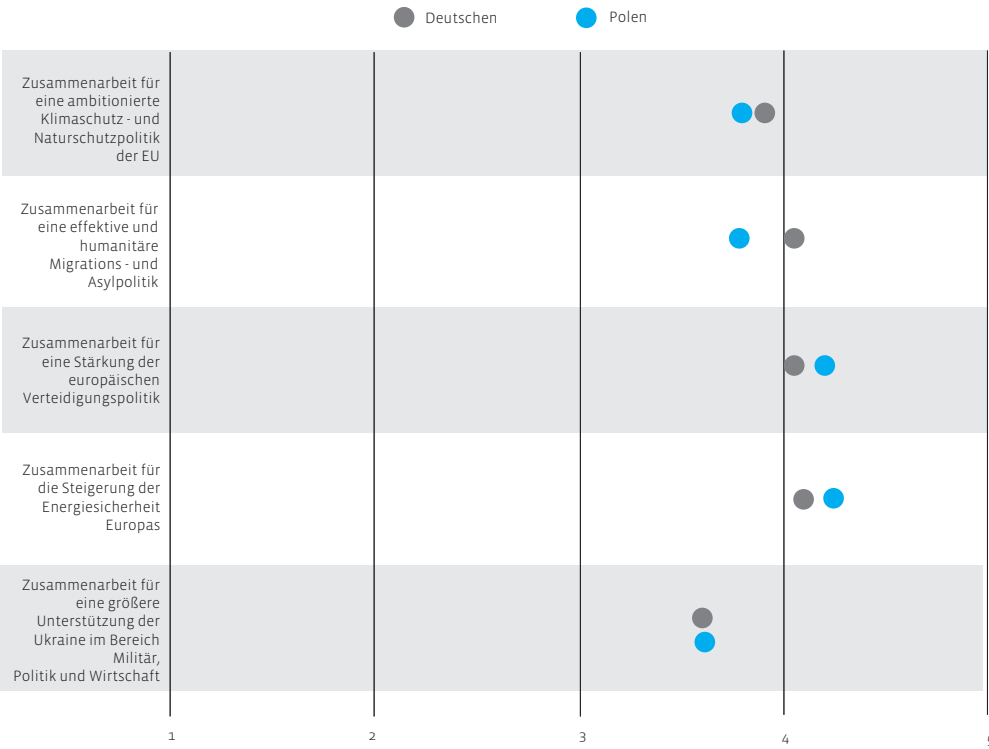 Deutschen
Polen
Zusammenarbeit für
eine ambitionierte
Klimaschutz - und
Naturschutzpolitik
der EU
Zusammenarbeit für
eine effektive und
humanitäre
Migrations - und
Asylpolitik
Zusammenarbeit für
eine Stärkung der
europäischen
Verteidigungspolitik
Zusammenarbeit für
die Steigerung der
Energiesicherheit
Europas
Zusammenarbeit für
eine größere
Unterstützung der
Ukraine im Bereich
Militär,
Politik und Wirtschaft
1
2
3
4